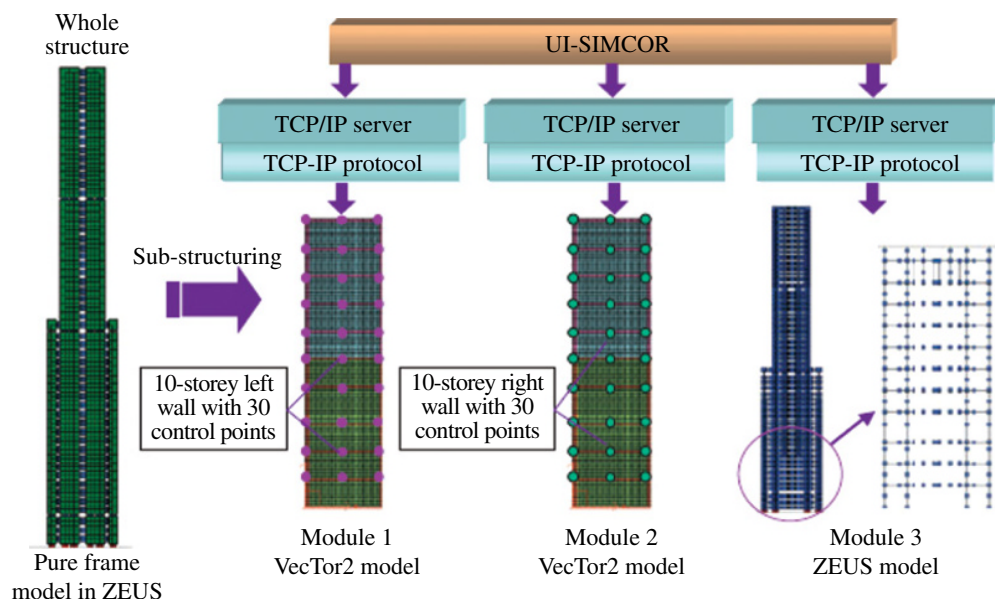 Whole
structure
UI-SIMCOR
TCP/IP server
TCP-IP protocol
TCP/IP server
TCP-IP protocol
TCP/IP server
TCP-IP protocol
Sub-structuring
10-storey left
wall with 30
control points
10-storey right
wall with 30
control points
Pure frame
model in ZEUS
Module 1
VecTor2 model
Module 2
VecTor2 model
Module 3
ZEUS model